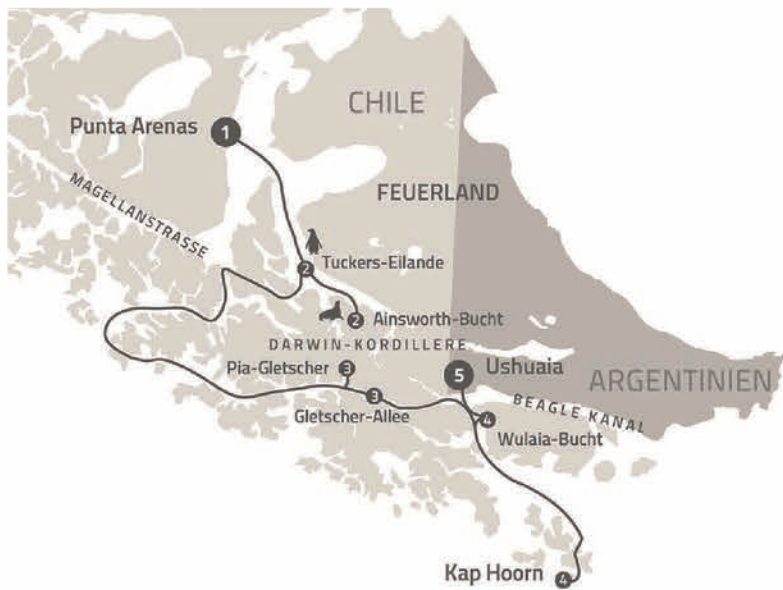 CHILE
Punta Arenas 1
MAGELLANSTRASSE
FEUERLAND
2 Tuckers-Eilande
2 Ainsworth-Bucht
DARWIN-KORDILLERE
Pia-Gletscher 3
5 Ushuaia
ARGENTINIEN
3
Gletscher-Allee
BEAGLE KANAL
4
Wulaia-Bucht
Kap Hoorn 4